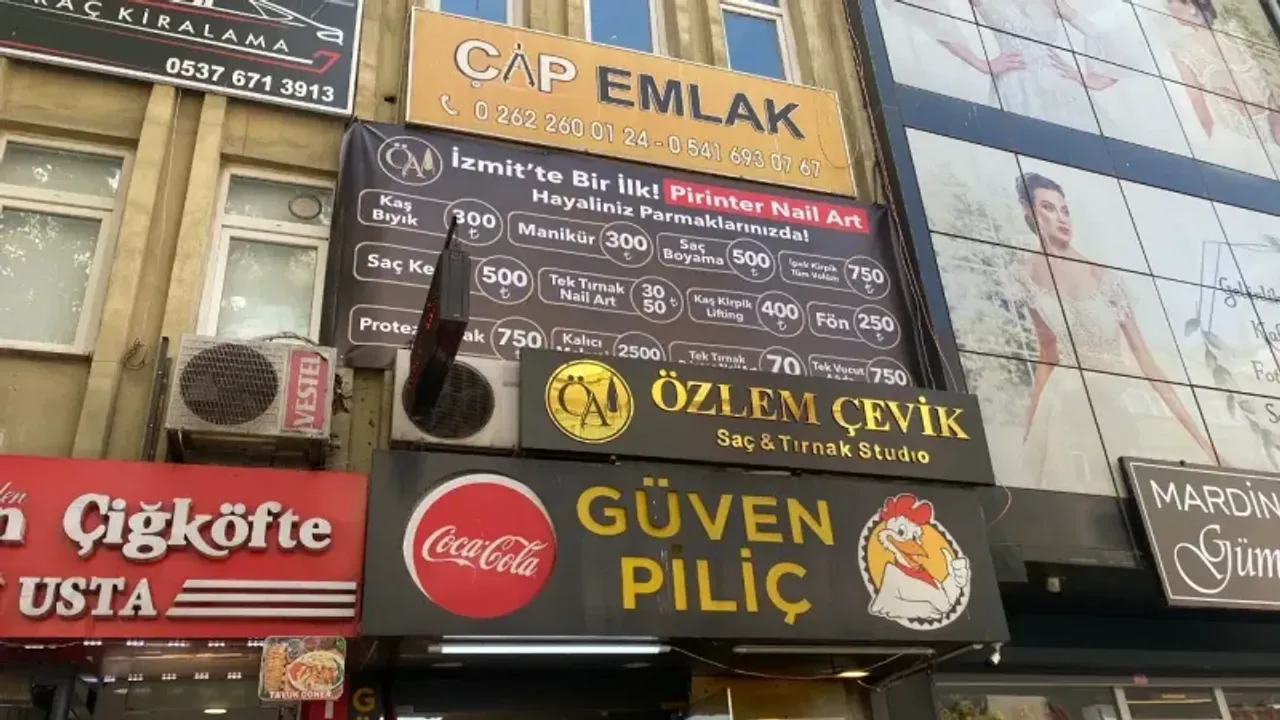 RAÇ KİRALAMA
0537 671 3913
ÇAP EMLAK
0 262 260 01 24 - 0 541 693 07 67
ÖA
İzmit'te Bir İlk! Pirinter Nail Art
Hayaliniz Parmaklarınızda!
Kaş Bıyık 300 ₺
Manikür 300 ₺
Saç Boyama 500 ₺
İpek Kirpik Tüm Volüm 750 ₺
Saç Ke 500 ₺
Tek Tırnak Nail Art 30 50 ₺
Kaş Kirpik Lifting 400 ₺
Fön 250 ₺
Protez ak 750
Kalıcı 2500
Tek Tırnak 70
Tek Vücut 750
VESTEL
ÖA
ÖZLEM ÇEVİK
Saç & Tırnak Studıo
Çiğköfte
USTA
Coca-Cola
GÜVEN
PİLİÇ
TAVUK DÖNER
G
MARDİN
Güm